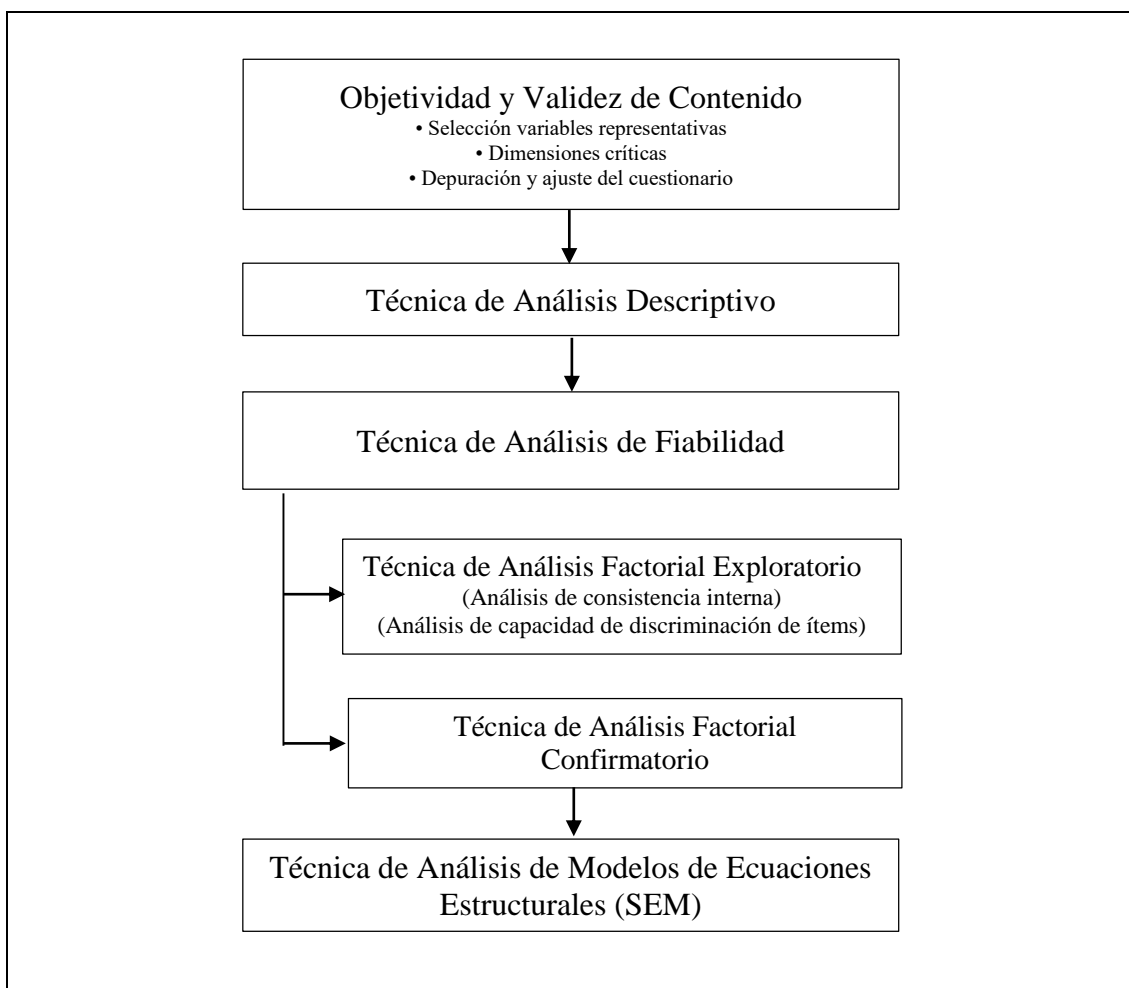 Objetividad y Validez de Contenido
• Selección variables representativas
• Dimensiones críticas
• Depuración y ajuste del cuestionario
Técnica de Análisis Descriptivo
Técnica de Análisis de Fiabilidad
Técnica de Análisis Factorial Exploratorio
(Análisis de consistencia interna)
(Análisis de capacidad de discriminación de ítems)
Técnica de Análisis Factorial
Confirmatorio
Técnica de Análisis de Modelos de Ecuaciones
Estructurales (SEM)